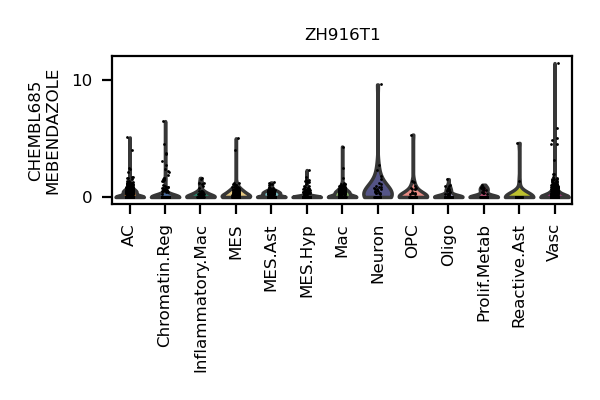 ZH916T1
CHEMBL685
MEBENDAZOLE
10
0
AC
Chromatin.Reg
Inflammatory.Mac
MES
MES.Ast
MES.Hyp
Mac
Neuron
OPC
Oligo
Prolif.Metab
Reactive.Ast
Vasc